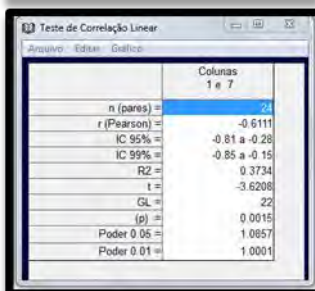 Teste de Correlação Linear
Arquivo Editar Gráfico
Colunas
1 e 7
n (pares) = 24
r (Pearson) = -0.6111
IC 95% = -0.81 a -0.28
IC 99% = -0.85 a -0.15
R2 = 0.3734
t = -3.6208
GL = 22
(p) = 0.0015
Poder 0.05 = 1.0857
Poder 0.01 = 1.0001